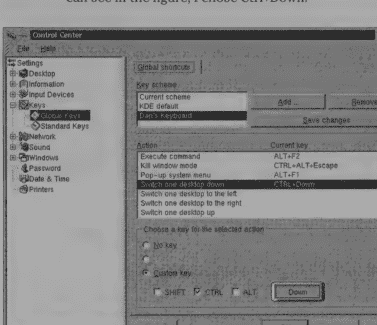 can see in the figure, I chose Ctrl+Down.
Control Center
File Help
Settings
Desktop
Information
Input Devices
Keys
Global Keys
Standard Keys
Network
Sound
Windows
Password
Date & Time
Printers
Global shortcuts
Key scheme
Current scheme
KDE default
Dan's Keyboard
Add ...
Remove
Save changes
Action Current key
Execute command ALT+F2
Kill window mode CTRL+ALT+Escape
Pop-up system menu ALT+F1
Switch one desktop down CTRL+Down
Switch one desktop to the left
Switch one desktop to the right
Switch one desktop up
Choose a key for the selected action
No key
Custom key
SHIFT CTRL ALT Down